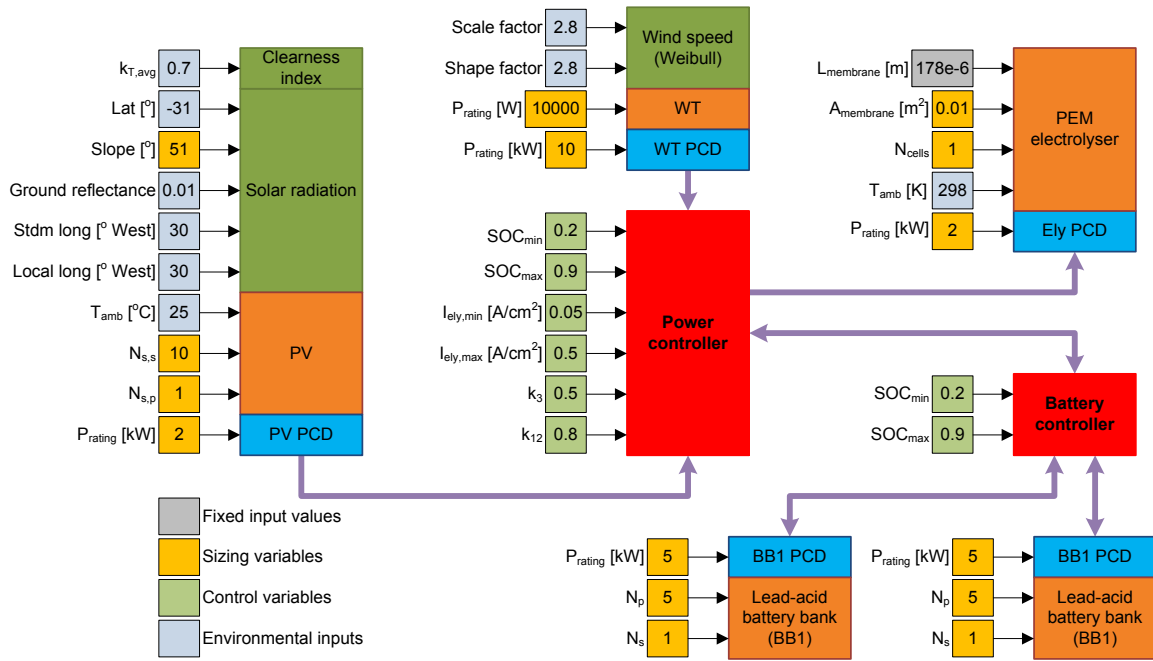 k_T,avg
0.7
Lat [º]
-31
Slope [º]
51
Ground reflectance
0.01
Stdm long [º West]
30
Local long [º West]
30
T_amb [ºC]
25
N_s,s
10
N_s,p
1
P_rating [kW]
2
Clearness
index
Solar radiation
PV
PV PCD
Fixed input values
Sizing variables
Control variables
Environmental inputs
Scale factor
2.8
Shape factor
2.8
P_rating [W]
10000
P_rating [kW]
10
Wind speed
(Weibull)
WT
WT PCD
SOC_min
0.2
SOC_max
0.9
I_ely,min [A/cm²]
0.05
I_ely,max [A/cm²]
0.5
k_3
0.5
k_12
0.8
Power
controller
L_membrane [m]
178e-6
A_membrane [m²]
0.01
N_cells
1
T_amb [K]
298
P_rating [kW]
2
PEM
electrolyser
Ely PCD
SOC_min
0.2
SOC_max
0.9
Battery
controller
P_rating [kW]
5
N_p
5
N_s
1
BB1 PCD
Lead-acid
battery bank
(BB1)
P_rating [kW]
5
N_p
5
N_s
1
BB1 PCD
Lead-acid
battery bank
(BB1)